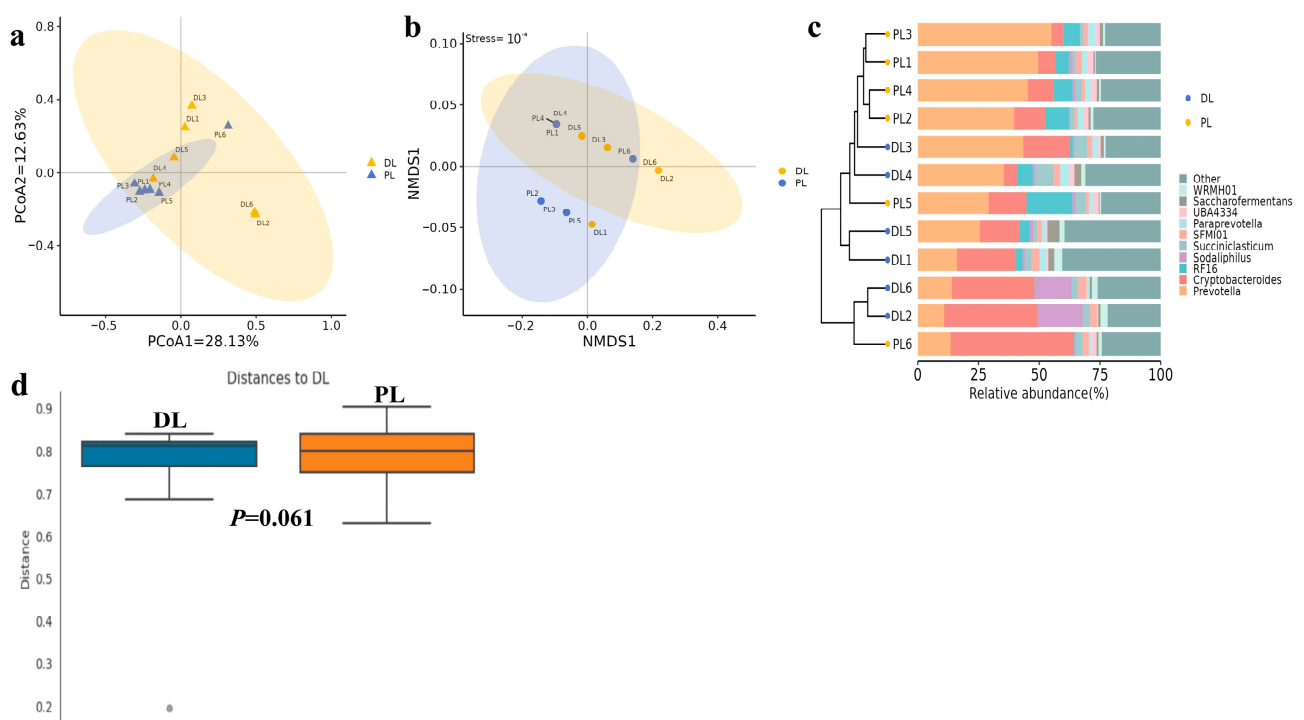 a
0.8
0.4
0.0
−0.4
PCoA2=12.63%
−0.5
0.0
0.5
1.0
PCoA1=28.13%
DL3
DL1
PL6
DL5
DL4
PL3
PL1
PL4
PL2
PL5
DL6
DL2
DL
PL
b
Stress= 10⁻⁴
0.10
0.05
0.00
−0.05
−0.10
NMDS1
−0.2
0.0
0.2
0.4
NMDS1
DL4
PL4
PL1
DL5
DL3
PL6
DL6
DL2
PL2
PL3
PL5
DL1
DL
PL
c
PL3
PL1
PL4
PL2
DL3
DL4
PL5
DL5
DL1
DL6
DL2
PL6
0
25
50
75
100
Relative abundance(%)
DL
PL
Other
WRMH01
Saccharofermentans
UBA4334
Paraprevotella
SFMI01
Succiniclasticum
Sodaliphilus
RF16
Cryptobacteroides
Prevotella
d
Distances to DL
DL
PL
P=0.061
Distance
0.9
0.8
0.7
0.6
0.5
0.4
0.3
0.2